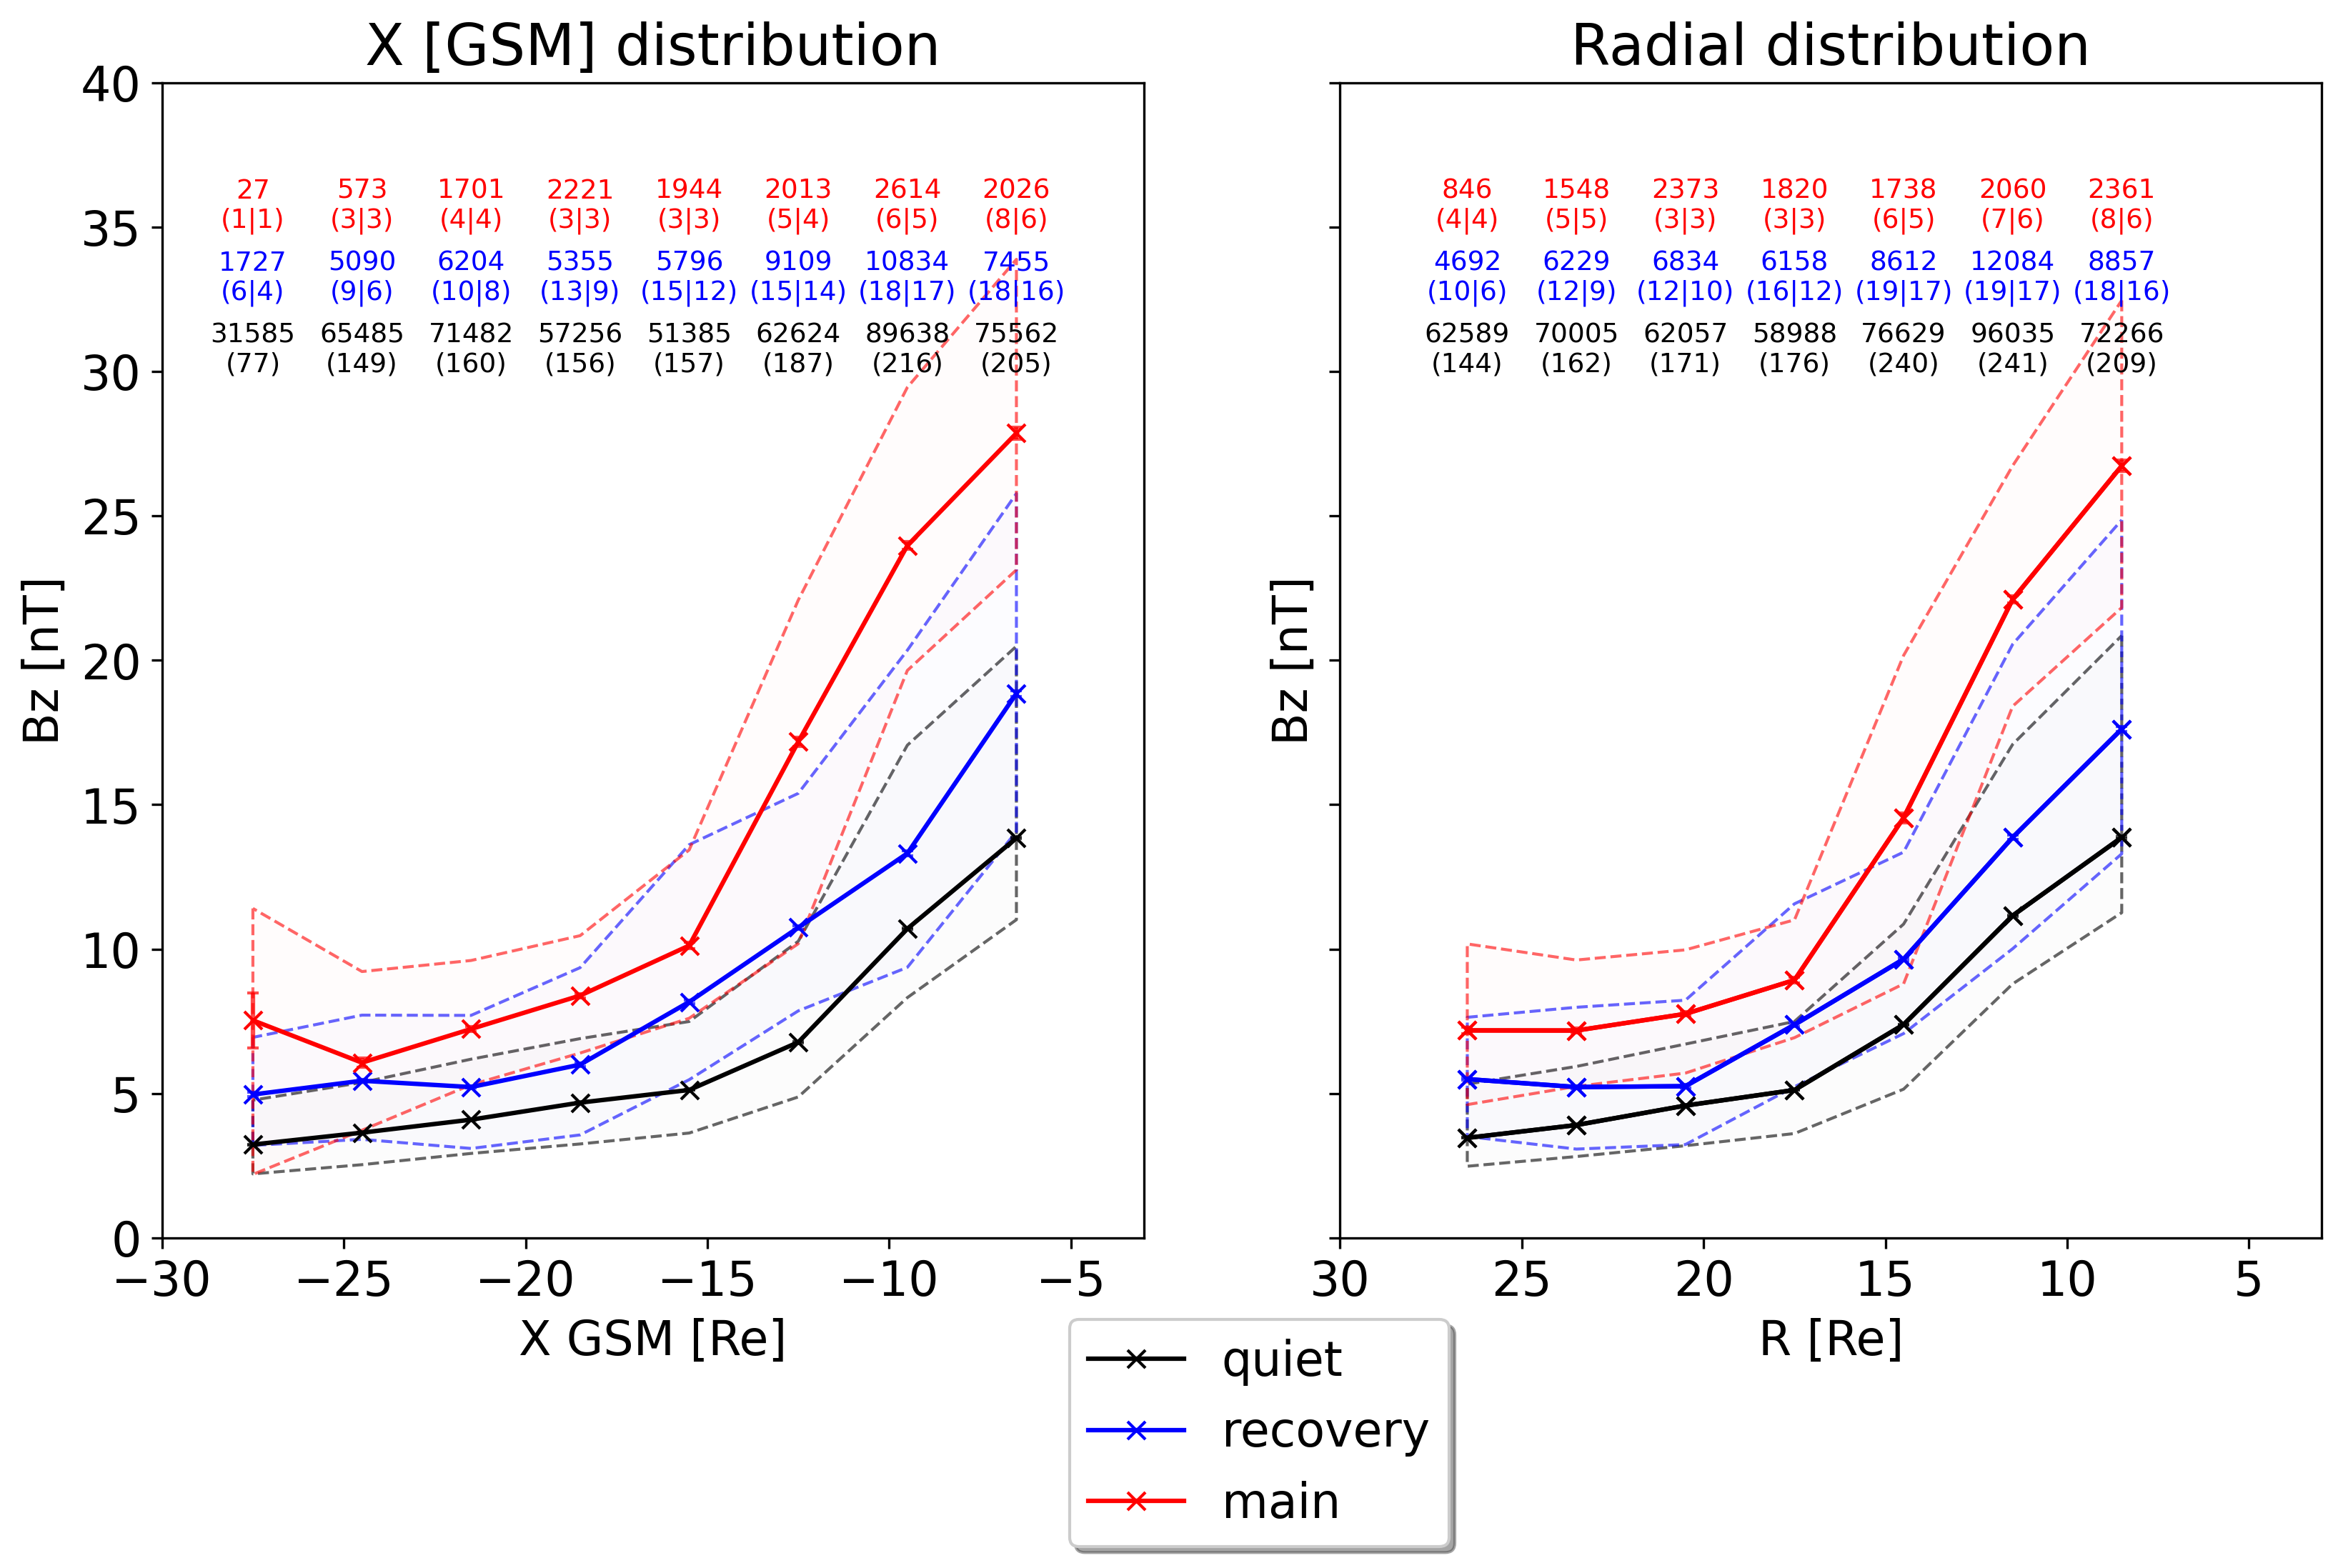 X [GSM] distribution
Radial distribution
40
35
30
25
20
15
10
5
0
Bz [nT]
27 573 1701 2221 1944 2013 2614 2026
(1|1) (3|3) (4|4) (3|3) (3|3) (5|4) (6|5) (8|6)
1727 5090 6204 5355 5796 9109 10834 7455
(6|4) (9|6) (10|8) (13|9) (15|12) (15|14) (18|17) (18|16)
31585 65485 71482 57256 51385 62624 89638 75562
(77) (149) (160) (156) (157) (187) (216) (205)
−30 −25 −20 −15 −10 −5
X GSM [Re]
Bz [nT]
846 1548 2373 1820 1738 2060 2361
(4|4) (5|5) (3|3) (3|3) (6|5) (7|6) (8|6)
4692 6229 6834 6158 8612 12084 8857
(10|6) (12|9) (12|10) (16|12) (19|17) (19|17) (18|16)
62589 70005 62057 58988 76629 96035 72266
(144) (162) (171) (176) (240) (241) (209)
30 25 20 15 10 5
R [Re]
quiet
recovery
main